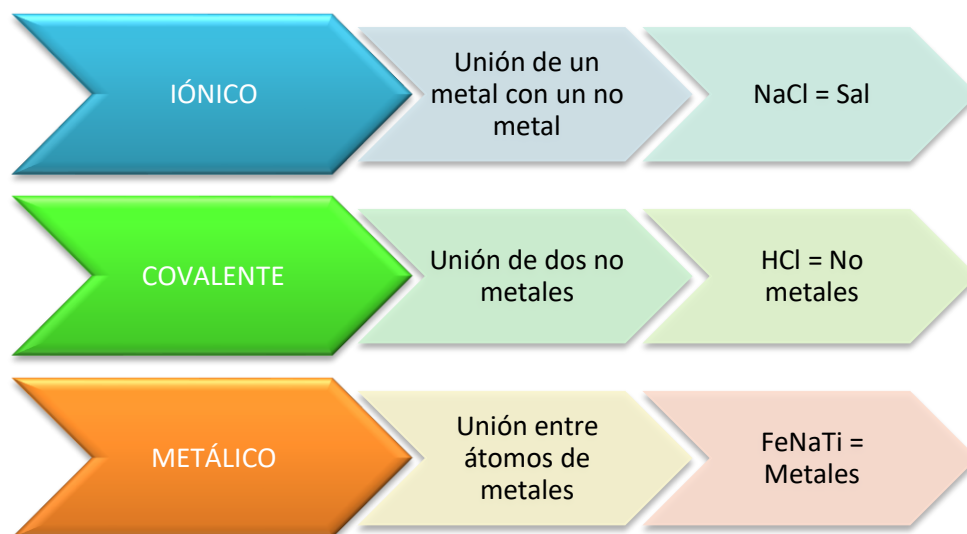 IÓNICO
Unión de un
metal con un no
metal
NaCl = Sal
COVALENTE
Unión de dos no
metales
HCl = No
metales
METÁLICO
Unión entre
átomos de
metales
FeNaTi =
Metales